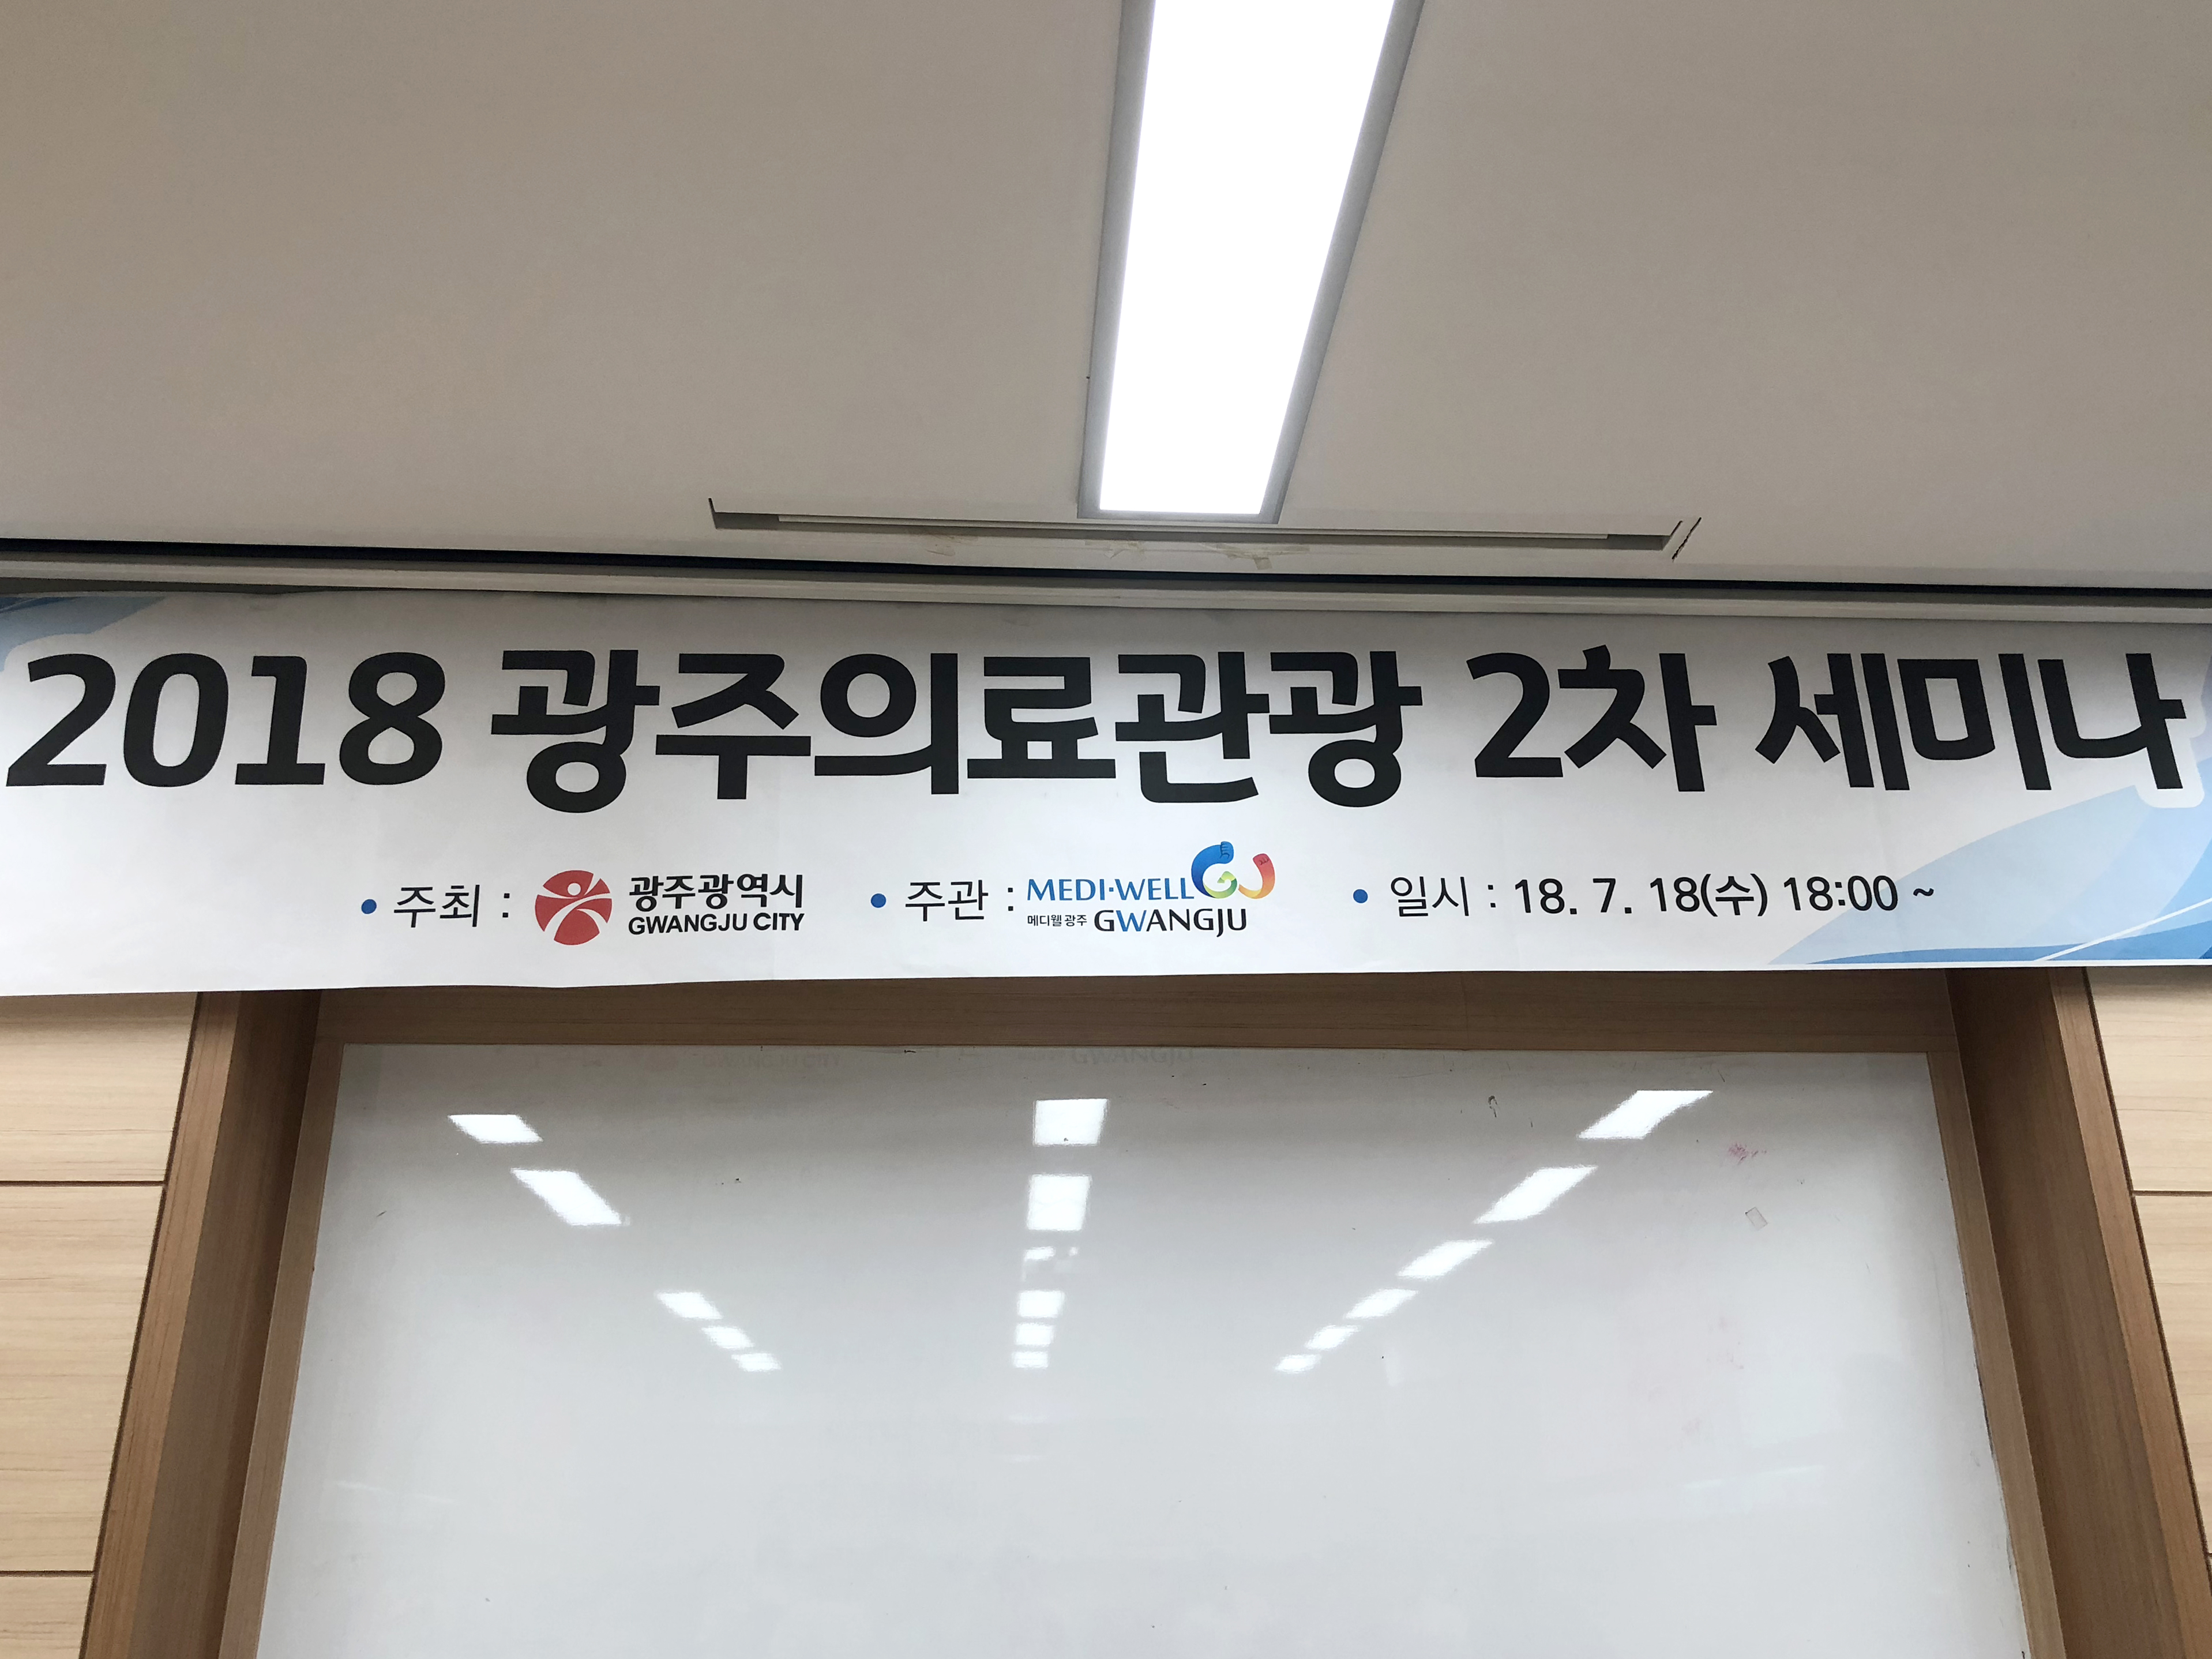 2018 광주의료관광 2차 세미나
• 주최 : 광주광역시 GWANGJU CITY • 주관 : MEDI·WELL 메디웰 광주 GWANGJU • 일시 : 18. 7. 18(수) 18:00 ~